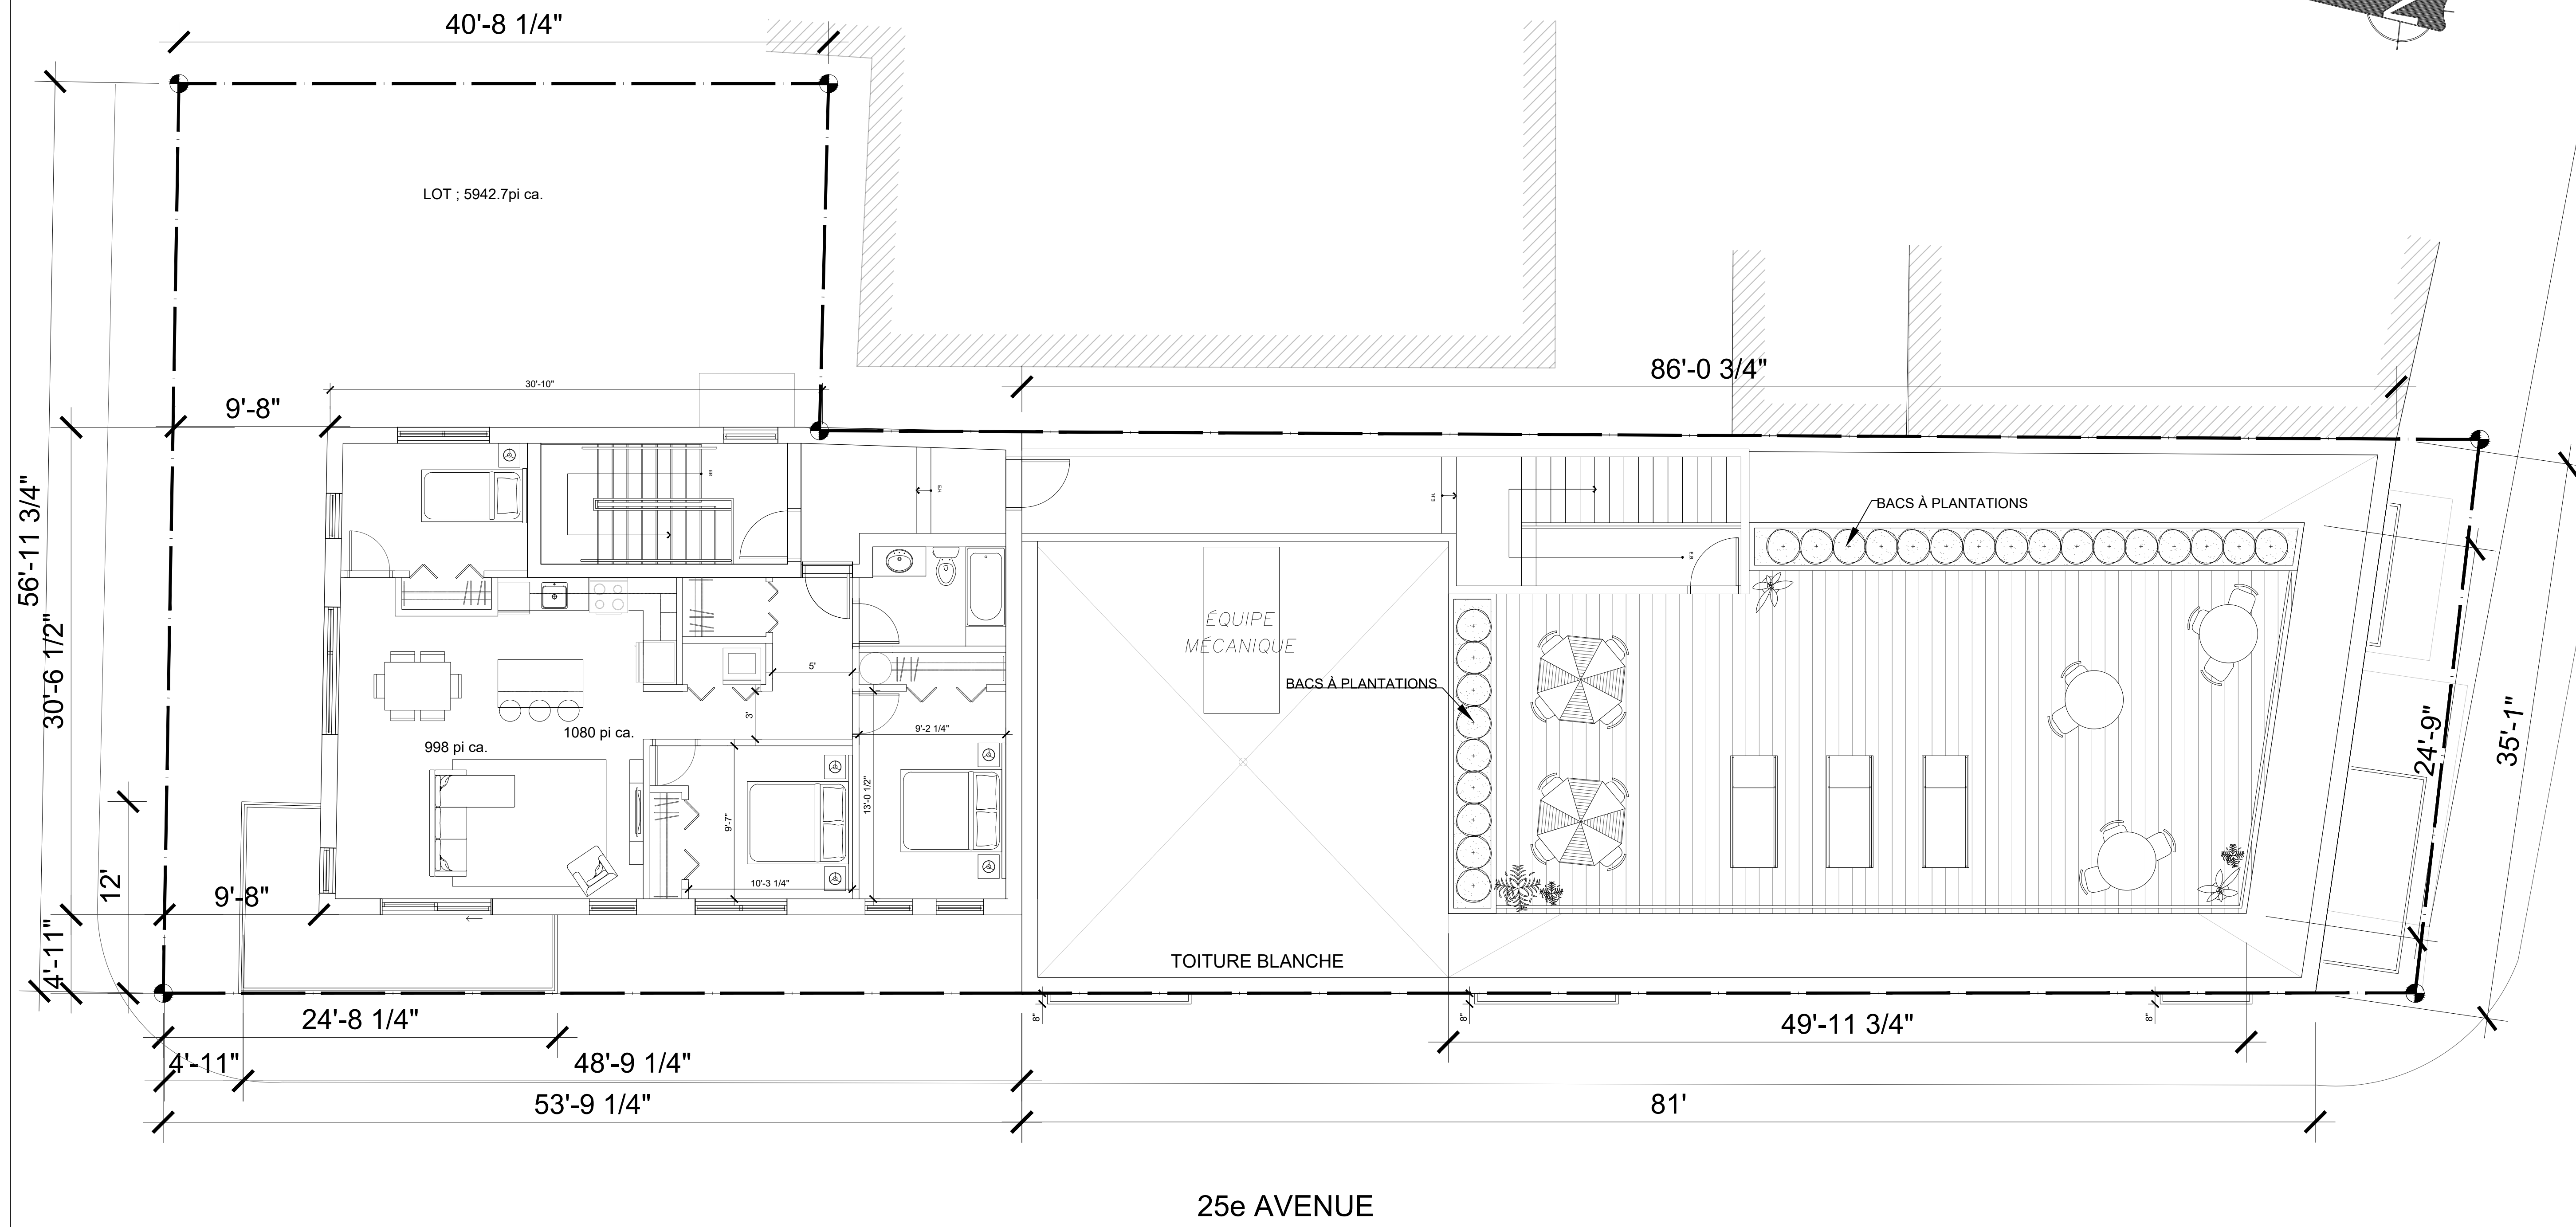 40'-8 1/4"
LOT ; 5942.7pi ca.
86'-0 3/4"
30'-10"
9'-8"
56'-11 3/4"
30'-6 1/2"
E.H.
E.H.
E.B.
BACS À PLANTATIONS
ÉQUIPE
MÉCANIQUE
BACS À PLANTATIONS
5'
3'
9'-2 1/4"
1080 pi ca.
998 pi ca.
13'-0 1/2"
9'-7"
10'-3 1/4"
24'-9"
35'-1"
12'
9'-8"
4'-11"
TOITURE BLANCHE
8"
8"
8"
24'-8 1/4"
49'-11 3/4"
4'-11"
48'-9 1/4"
53'-9 1/4"
81'
25e AVENUE